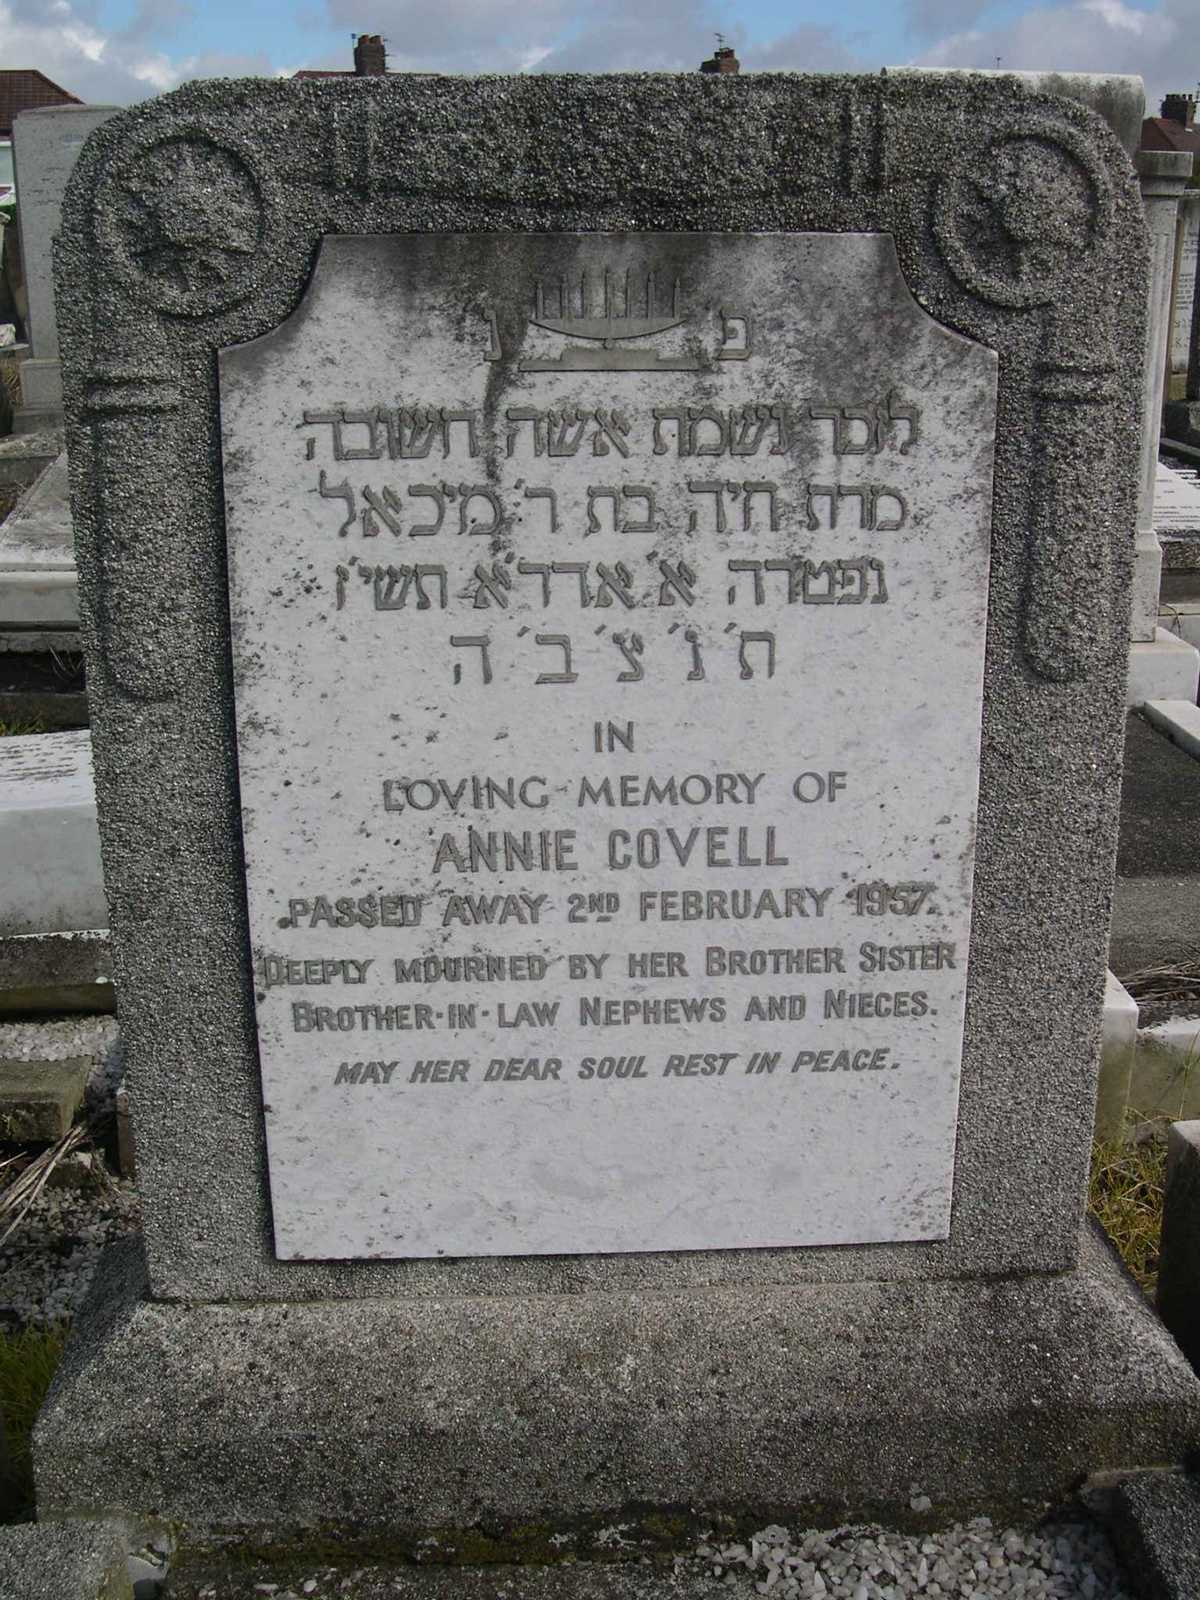 פ נ
לזכר נשמת אשה חשובה
מרת חיה בת ר׳ מיכאל
נפטרה א׳ אדר׳א תשי׳ז
ת׳ נ׳ צ׳ ב׳ ה
IN
LOVING MEMORY OF
ANNIE COVELL
PASSED AWAY 2ND FEBRUARY 1957.
DEEPLY MOURNED BY HER BROTHER SISTER
BROTHER-IN-LAW NEPHEWS AND NIECES.
MAY HER DEAR SOUL REST IN PEACE.